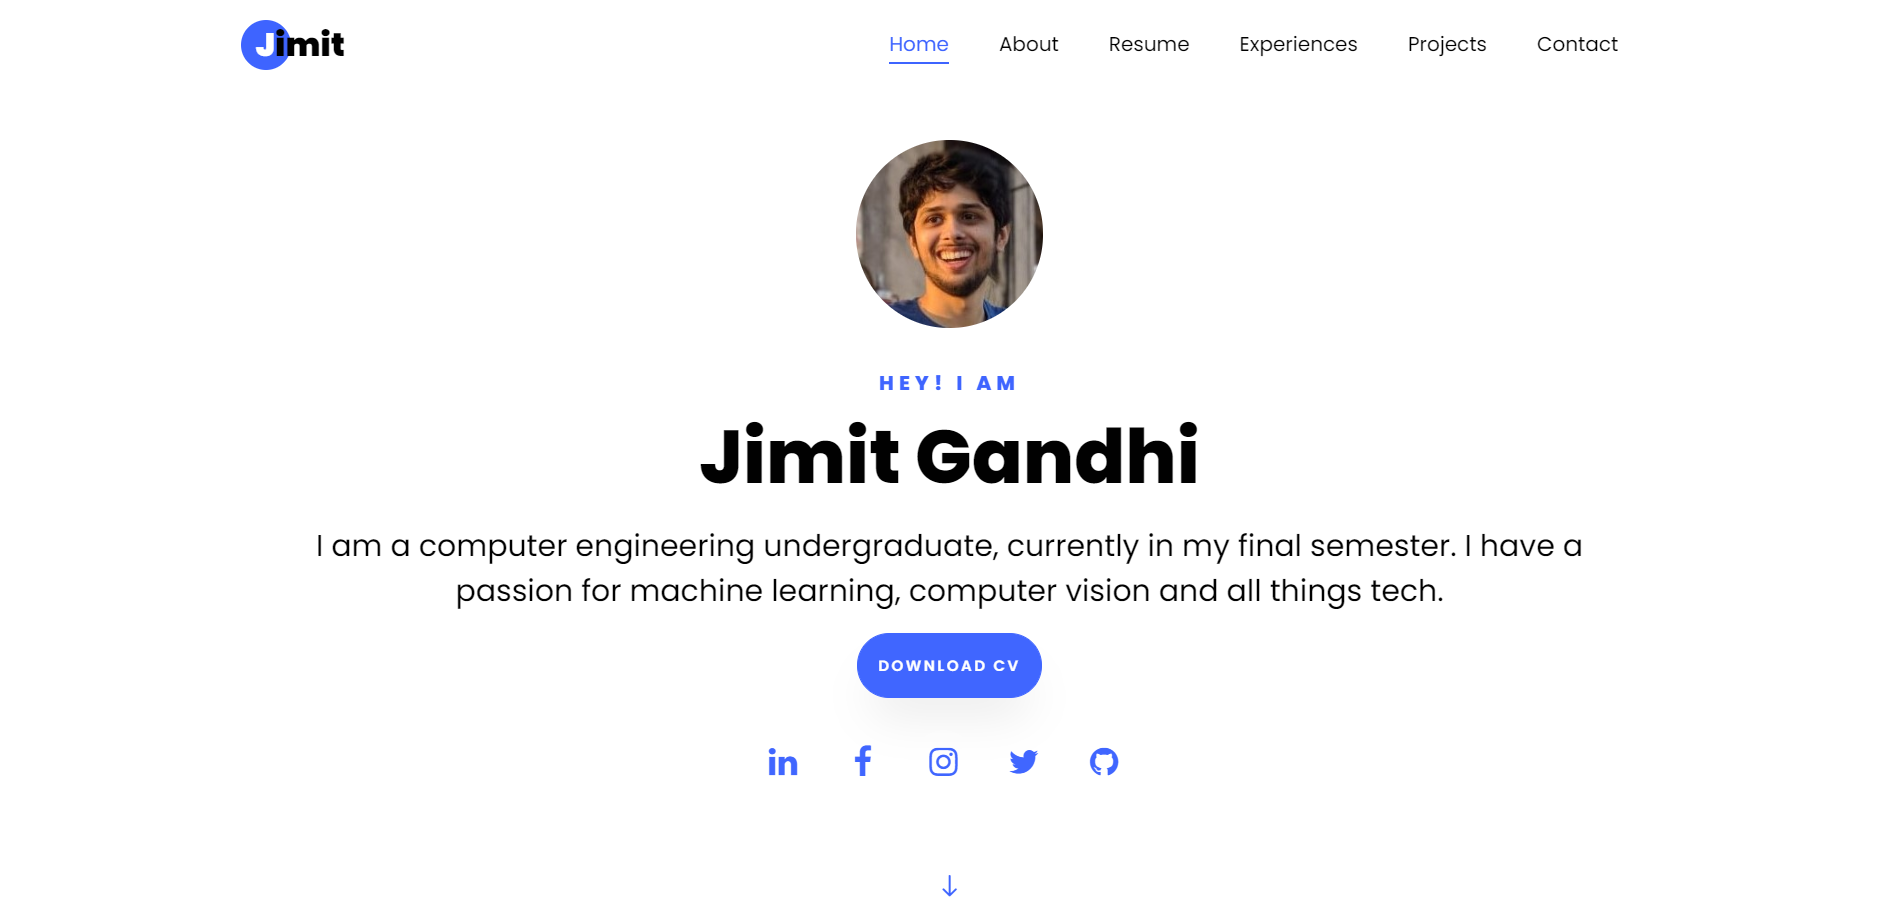 Jimit
Home About Resume Experiences Projects Contact
HEY! I AM
Jimit Gandhi
I am a computer engineering undergraduate, currently in my final semester. I have a
passion for machine learning, computer vision and all things tech.
DOWNLOAD CV